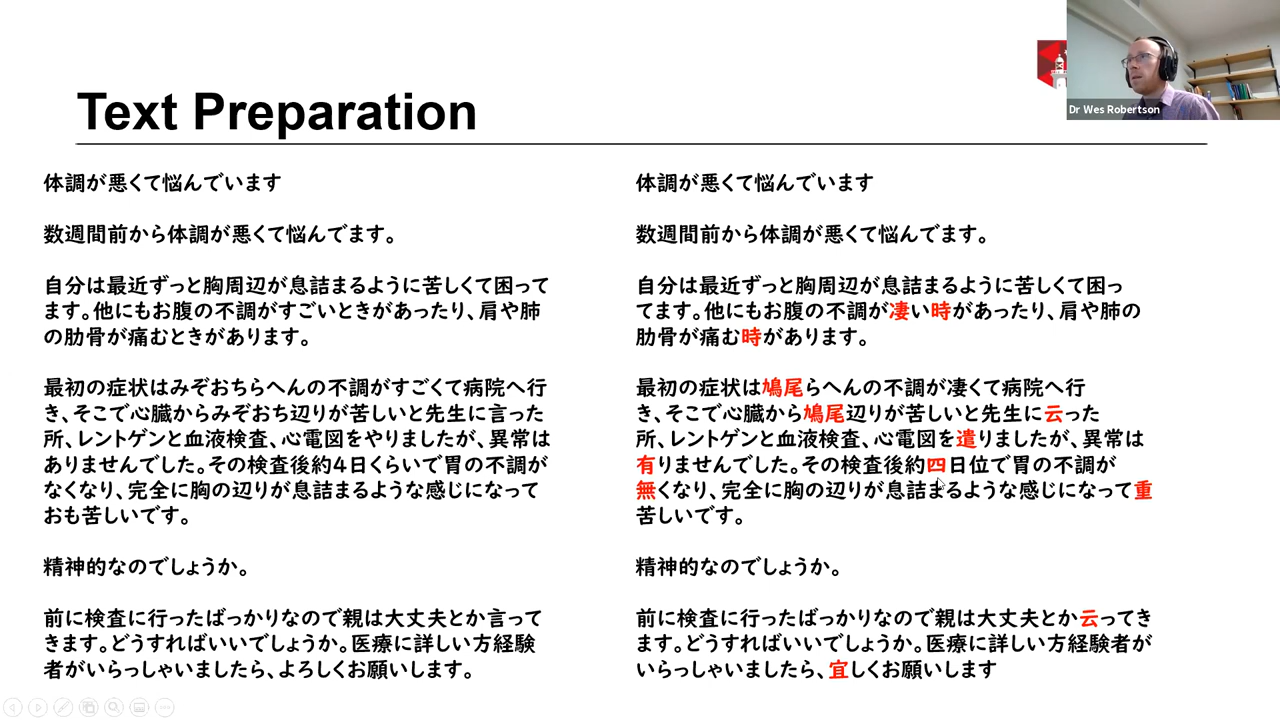 Text Preparation
Dr Wes Robertson
体調が悪くて悩んでいます
数週間前から体調が悪くて悩んでます。
自分は最近ずっと胸周辺が息詰まるように苦しくて困って
ます。他にもお腹の不調がすごいときがあったり、肩や肺
の肋骨が痛むときがあります。
最初の症状はみぞおちらへんの不調がすごくて病院へ行
き、そこで心臓からみぞおち辺りが苦しいと先生に言った
所、レントゲンと血液検査、心電図をやりましたが、異常は
ありませんでした。その検査後約4日くらいで胃の不調が
なくなり、完全に胸の辺りが息詰まるような感じになって
おも苦しいです。
精神的なのでしょうか。
前に検査に行ったばっかりなので親は大丈夫とか言って
きます。どうすればいいでしょうか。医療に詳しい方経験
者がいらっしゃいましたら、よろしくお願いします。
体調が悪くて悩んでいます
数週間前から体調が悪くて悩んでます。
自分は最近ずっと胸周辺が息詰まるように苦しくて困っ
てます。他にもお腹の不調が凄い時があったり、肩や肺の
肋骨が痛む時があります。
最初の症状は鳩尾らへんの不調が凄くて病院へ行
き、そこで心臓から鳩尾辺りが苦しいと先生に云った
所、レントゲンと血液検査、心電図を遣りましたが、異常は
有りませんでした。その検査後約四日位で胃の不調が
無くなり、完全に胸の辺りが息詰まるような感じになって重
苦しいです。
精神的なのでしょうか。
前に検査に行ったばっかりなので親は大丈夫とか云ってき
ます。どうすればいいでしょうか。医療に詳しい方経験者が
いらっしゃいましたら、宜しくお願いします